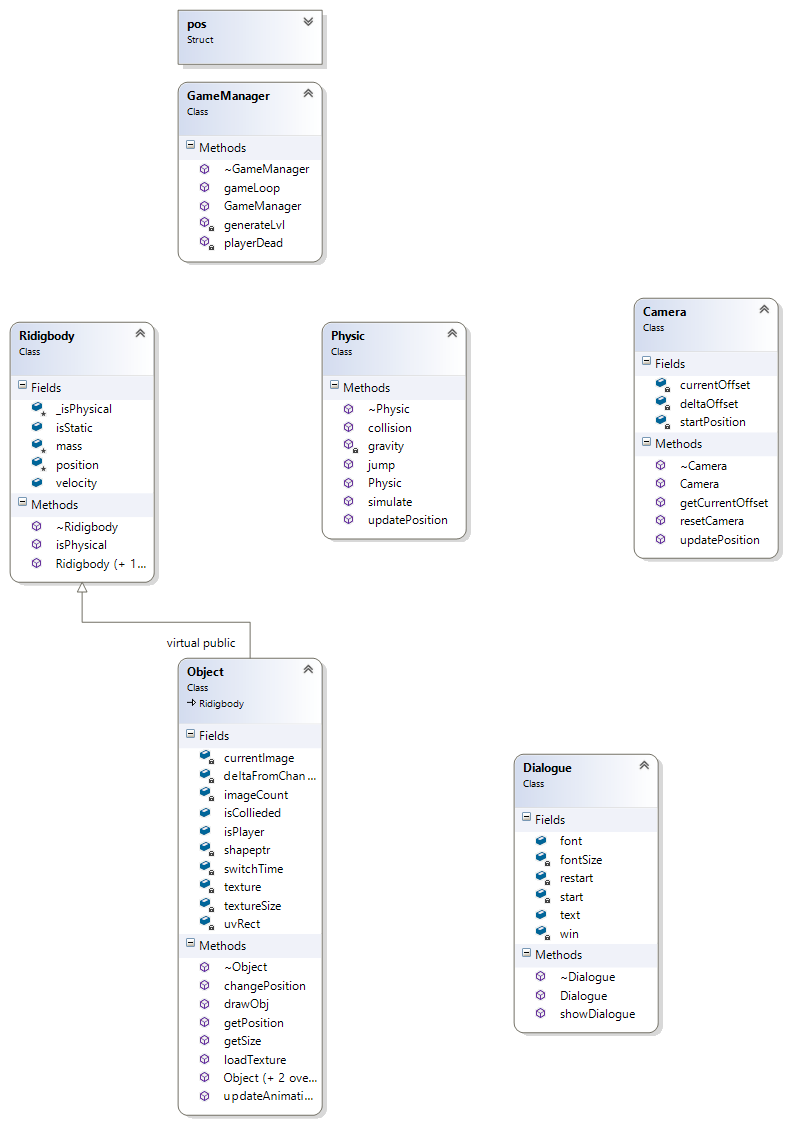 pos
Struct
GameManager
Class
Methods
~GameManager
gameLoop
GameManager
generateLvl
playerDead
Ridigbody
Class
Fields
_isPhysical
isStatic
mass
position
velocity
Methods
~Ridigbody
isPhysical
Ridigbody (+ 1...
Physic
Class
Methods
~Physic
collision
gravity
jump
Physic
simulate
updatePosition
Camera
Class
Fields
currentOffset
deltaOffset
startPosition
Methods
~Camera
Camera
getCurrentOffset
resetCamera
updatePosition
virtual public
Object
Class
Ridigbody
Fields
currentImage
deltaFromChan...
imageCount
isCollieded
isPlayer
shapeptr
switchTime
texture
textureSize
uvRect
Methods
~Object
changePosition
drawObj
getPosition
getSize
loadTexture
Object (+ 2 ove...
updateAnimati...
Dialogue
Class
Fields
font
fontSize
restart
start
text
win
Methods
~Dialogue
Dialogue
showDialogue